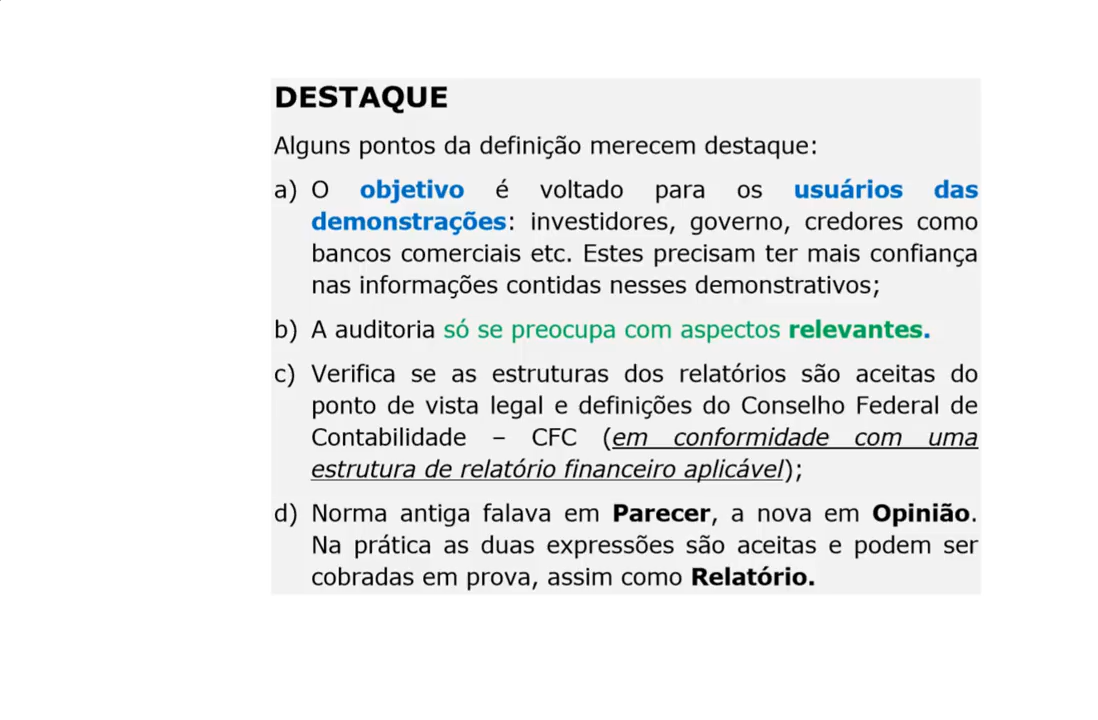 DESTAQUE
Alguns pontos da definição merecem destaque:
a) O objetivo é voltado para os usuários das
demonstrações: investidores, governo, credores como
bancos comerciais etc. Estes precisam ter mais confiança
nas informações contidas nesses demonstrativos;
b) A auditoria só se preocupa com aspectos relevantes.
c) Verifica se as estruturas dos relatórios são aceitas do
ponto de vista legal e definições do Conselho Federal de
Contabilidade – CFC (em conformidade com uma
estrutura de relatório financeiro aplicável);
d) Norma antiga falava em Parecer, a nova em Opinião.
Na prática as duas expressões são aceitas e podem ser
cobradas em prova, assim como Relatório.